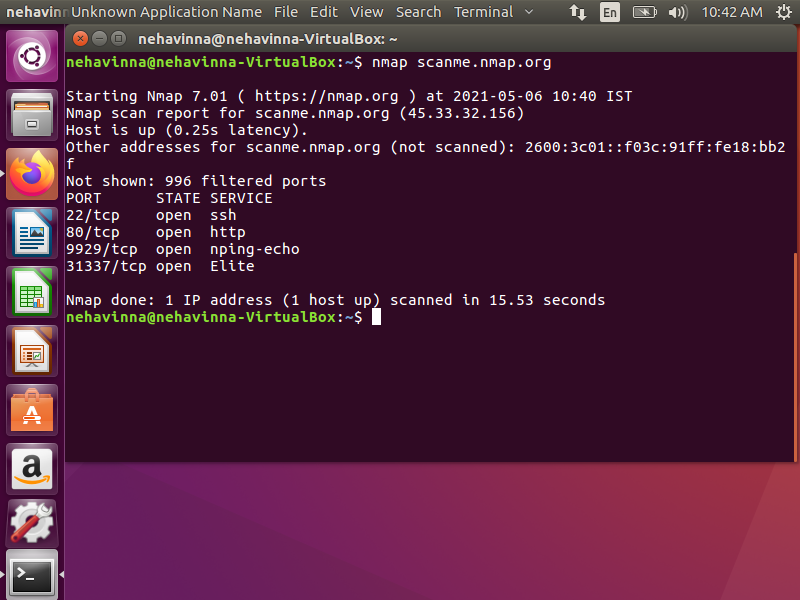 nehavinn Unknown Application Name File Edit View Search Terminal En 10:42 AM
nehavinna@nehavinna-VirtualBox: ~
nehavinna@nehavinna-VirtualBox:~$ nmap scanme.nmap.org
Starting Nmap 7.01 ( https://nmap.org ) at 2021-05-06 10:40 IST
Nmap scan report for scanme.nmap.org (45.33.32.156)
Host is up (0.25s latency).
Other addresses for scanme.nmap.org (not scanned): 2600:3c01::f03c:91ff:fe18:bb2
f
Not shown: 996 filtered ports
PORT      STATE SERVICE
22/tcp    open  ssh
80/tcp    open  http
9929/tcp  open  nping-echo
31337/tcp open  Elite
Nmap done: 1 IP address (1 host up) scanned in 15.53 seconds
nehavinna@nehavinna-VirtualBox:~$